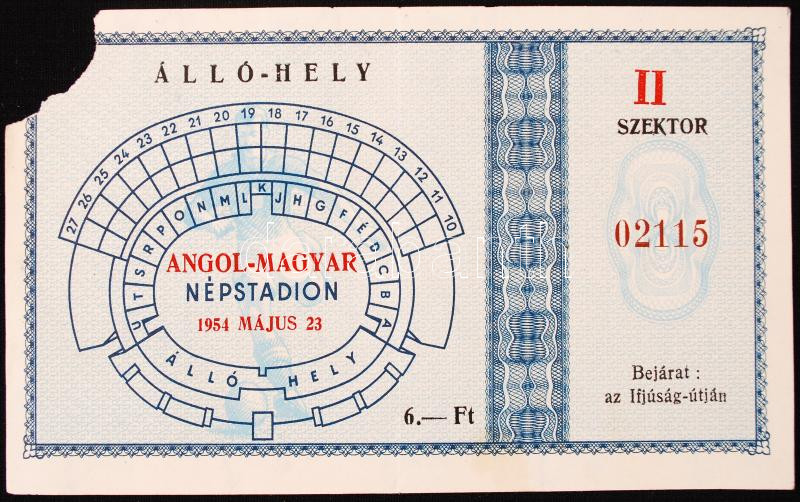 ÁLLÓ-HELY
27 26 25 24 23 22 21 20 19 18 17 16 15 14 13 12 11 10
U T S R P O N M L K J H G F É D C B A
ANGOL-MAGYAR
NÉPSTADION
1954 MÁJUS 23
ÁLLÓ HELY
6.— Ft
II
SZEKTOR
02115
Bejárat :
az Ifjúság-útján